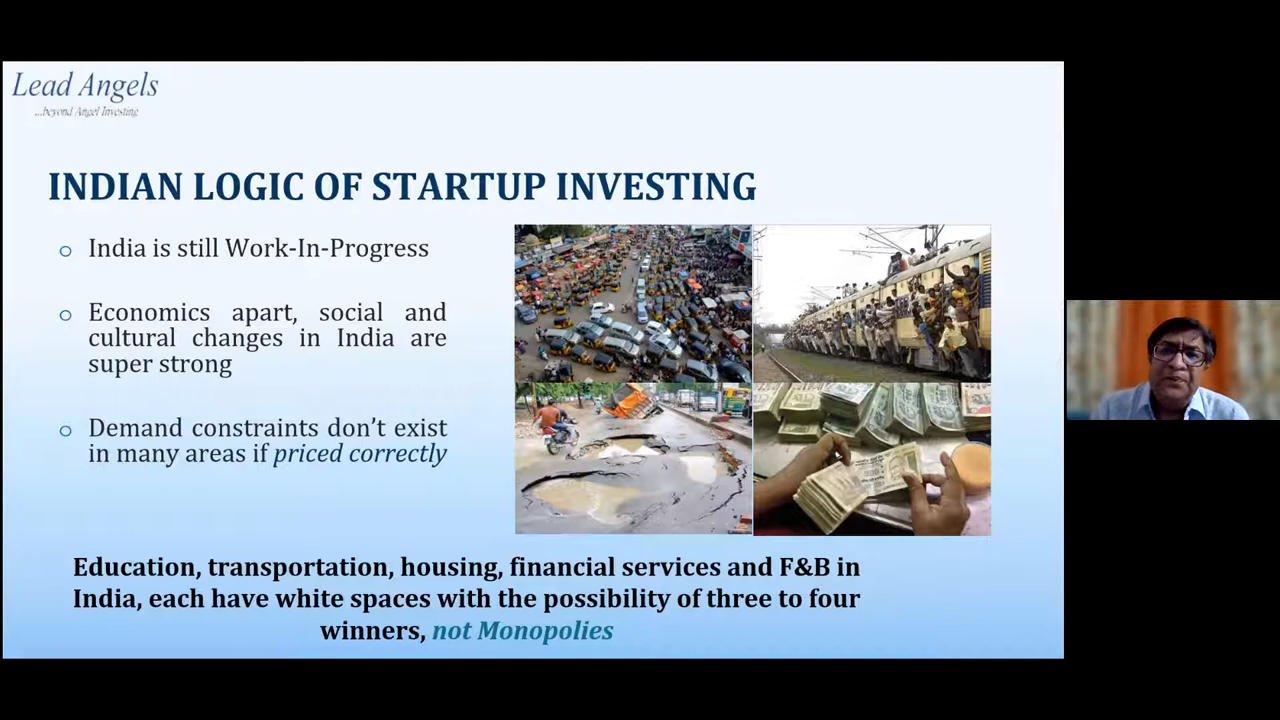 Lead Angels
...beyond Angel Investing
INDIAN LOGIC OF STARTUP INVESTING
India is still Work-In-Progress
Economics apart, social and
cultural changes in India are
super strong
Demand constraints don’t exist
in many areas if priced correctly
Education, transportation, housing, financial services and F&B in
India, each have white spaces with the possibility of three to four
winners, not Monopolies